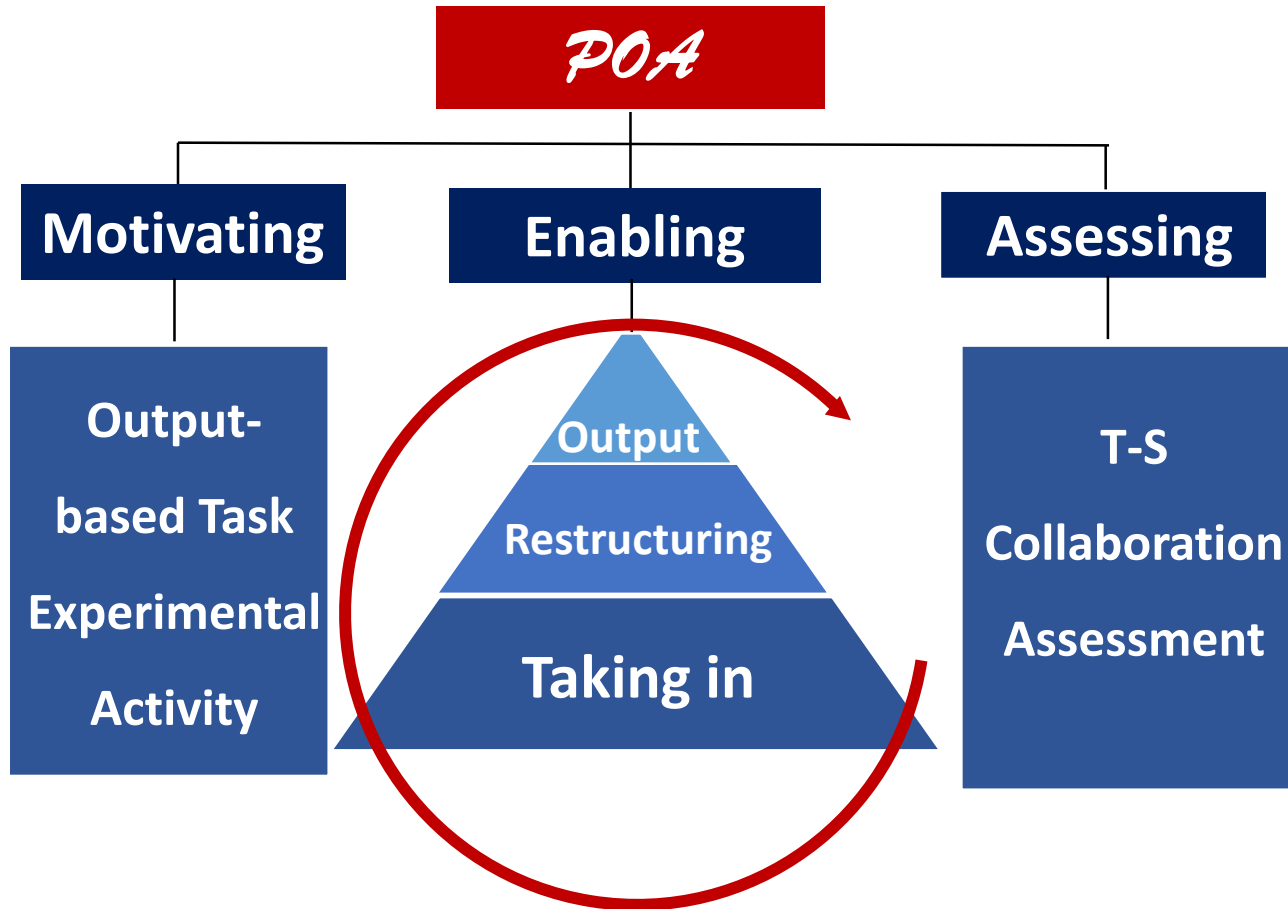 POA
Motivating
Enabling
Assessing
Output-
based Task
Experimental
Activity
Output
Restructuring
Taking in
T-S
Collaboration
Assessment